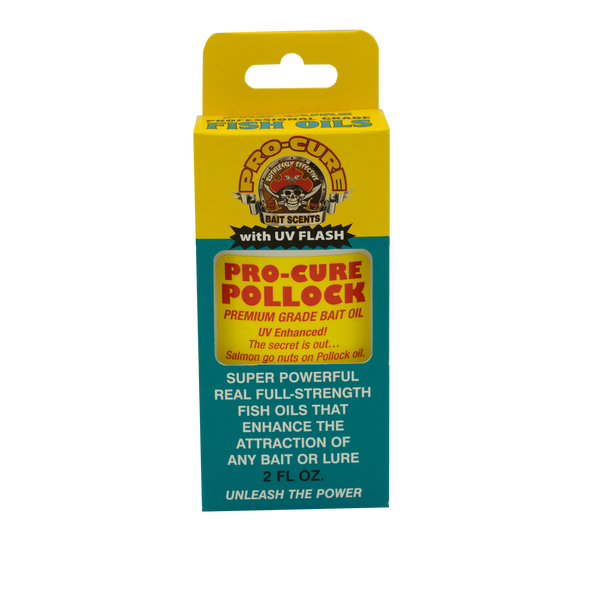 PROFESSIONAL GRADE
FISH OILS
PRO-CURE
RUTHLESSLY EFFECTIVE
BAIT SCENTS
with UV FLASH
PRO-CURE
POLLOCK
PREMIUM GRADE BAIT OIL
UV Enhanced!
The secret is out...
Salmon go nuts on Pollock oil.
SUPER POWERFUL
REAL FULL-STRENGTH
FISH OILS THAT
ENHANCE THE
ATTRACTION OF
ANY BAIT OR LURE
2 FL OZ.
UNLEASH THE POWER